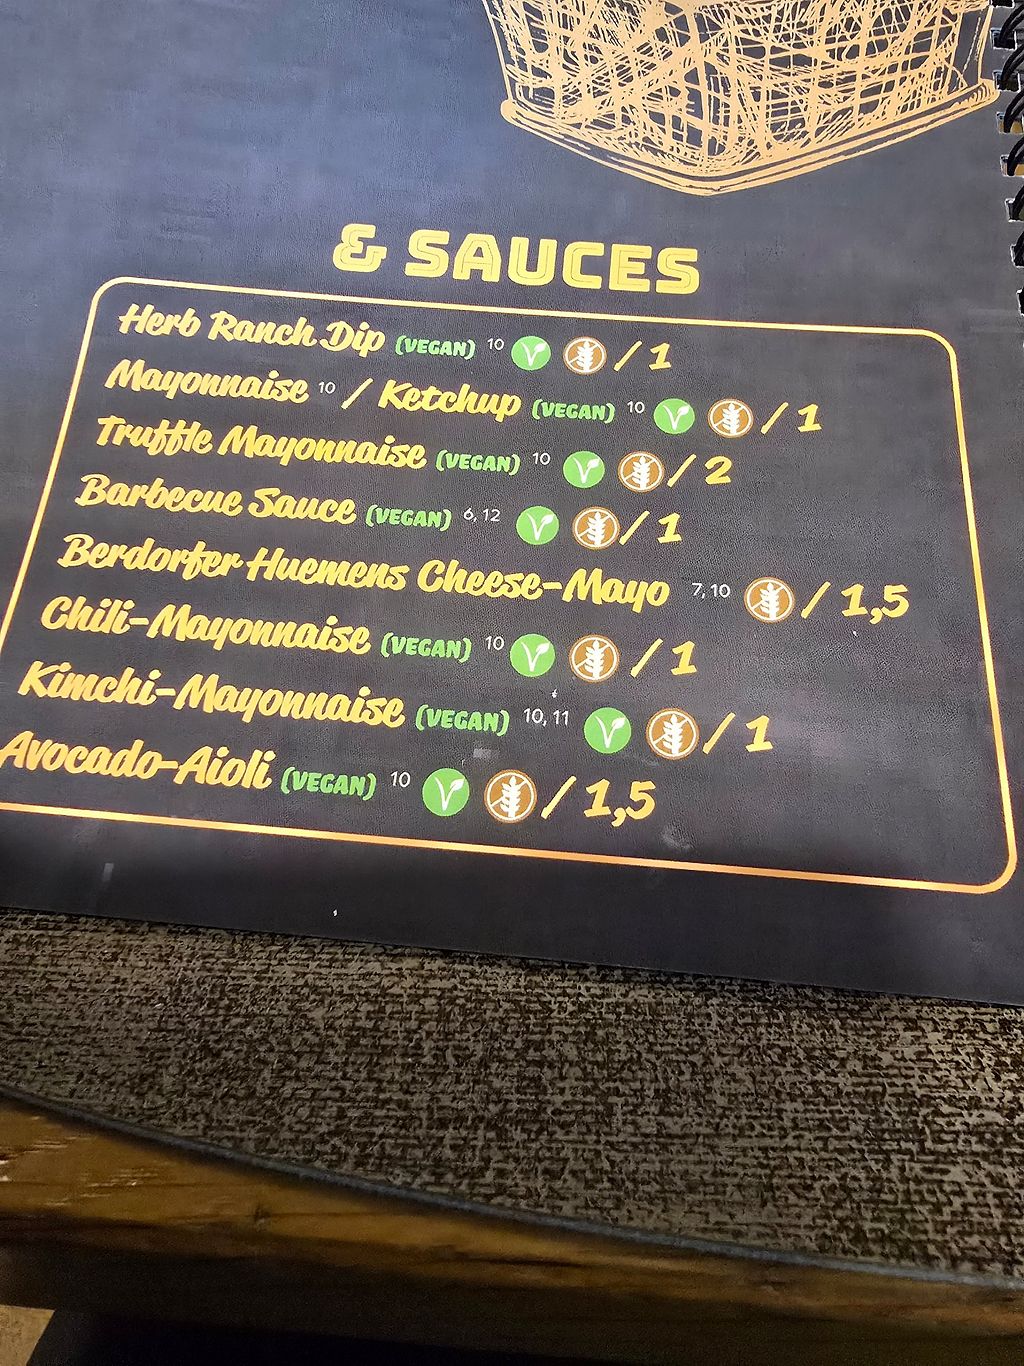 & SAUCES
Herb Ranch Dip (VEGAN) 10 / 1
Mayonnaise 10 / Ketchup (VEGAN) 10 / 1
Truffle Mayonnaise (VEGAN) 10 / 2
Barbecue Sauce (VEGAN) 6, 12 / 1
Berdorfer Huemens Cheese-Mayo 7, 10 / 1,5
Chili-Mayonnaise (VEGAN) 10 / 1
Kimchi-Mayonnaise (VEGAN) 10, 11 / 1
Avocado-Aioli (VEGAN) 10 / 1,5